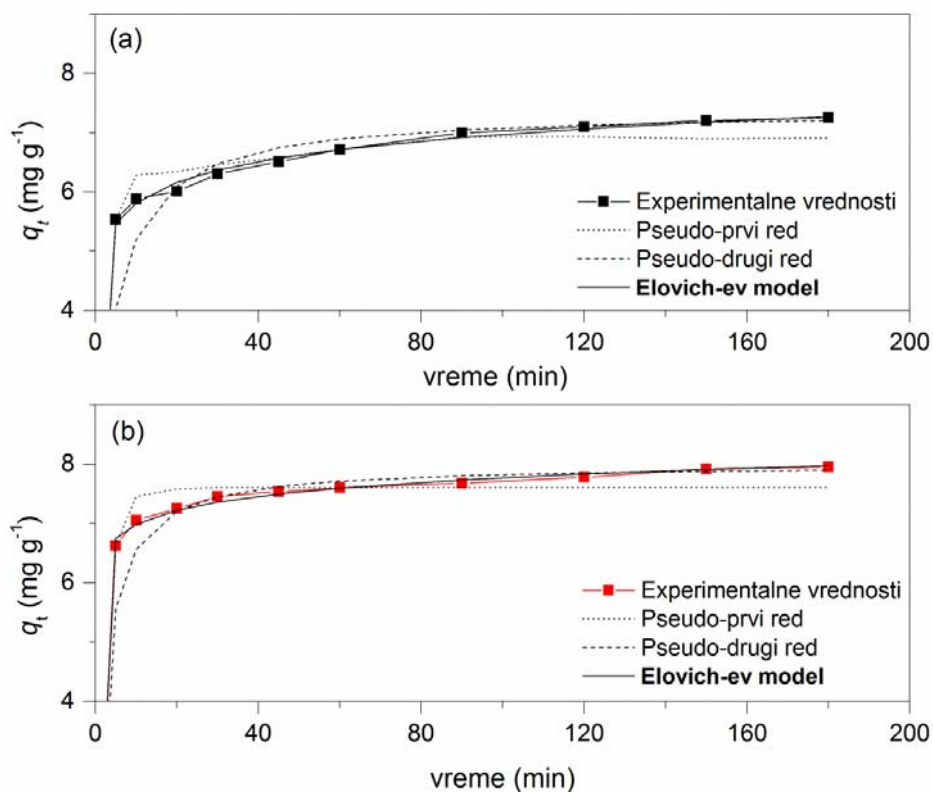 (a)
8
6
4
q_t (mg g^-1)
Experimentalne vrednosti
Pseudo-prvi red
Pseudo-drugi red
Elovich-ev model
0 40 80 120 160 200
vreme (min)
(b)
8
6
4
q_t (mg g^-1)
Experimentalne vrednosti
Pseudo-prvi red
Pseudo-drugi red
Elovich-ev model
0 40 80 120 160 200
vreme (min)